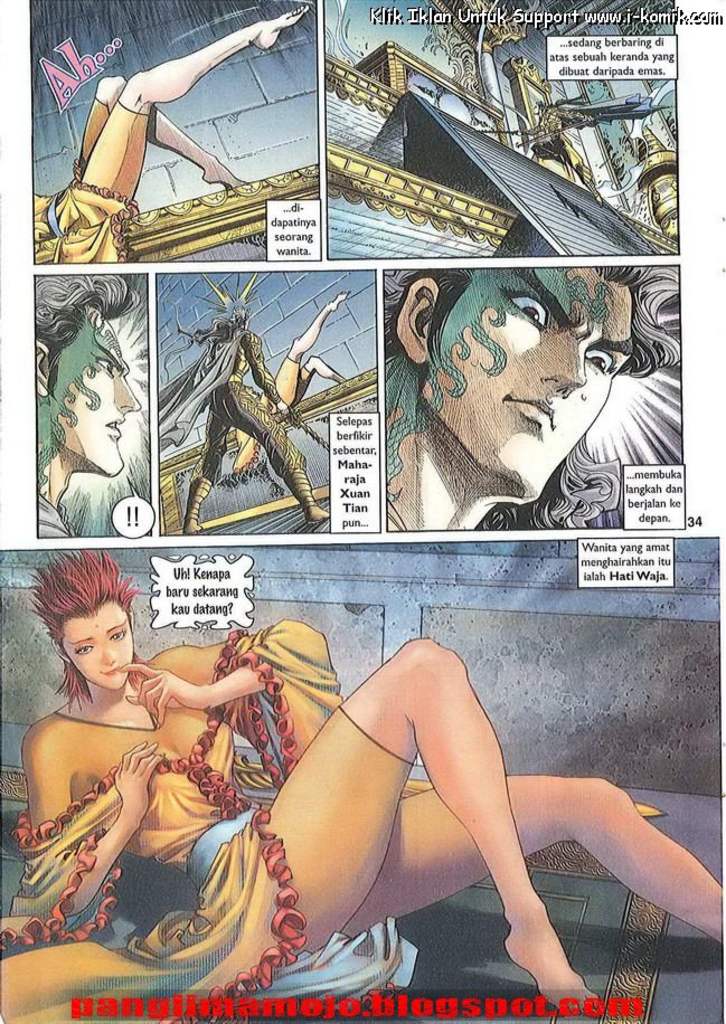 Klik Iklan Untuk Support www.i-komik.com
Ah...
...di-
dapatinya
seorang
wanita.
...sedang berbaring di
atas sebuah keranda yang
dibuat daripada emas.
!!
Selepas
berfikir
sebentar,
Maha-
raja
Xuan
Tian
pun...
...membuka
langkah dan
berjalan ke
depan.
34
Uh! Kenapa
baru sekarang
kau datang?
Wanita yang amat
menghairahkan itu
ialah Hati Waja.
panglimamojo.blogspot.com